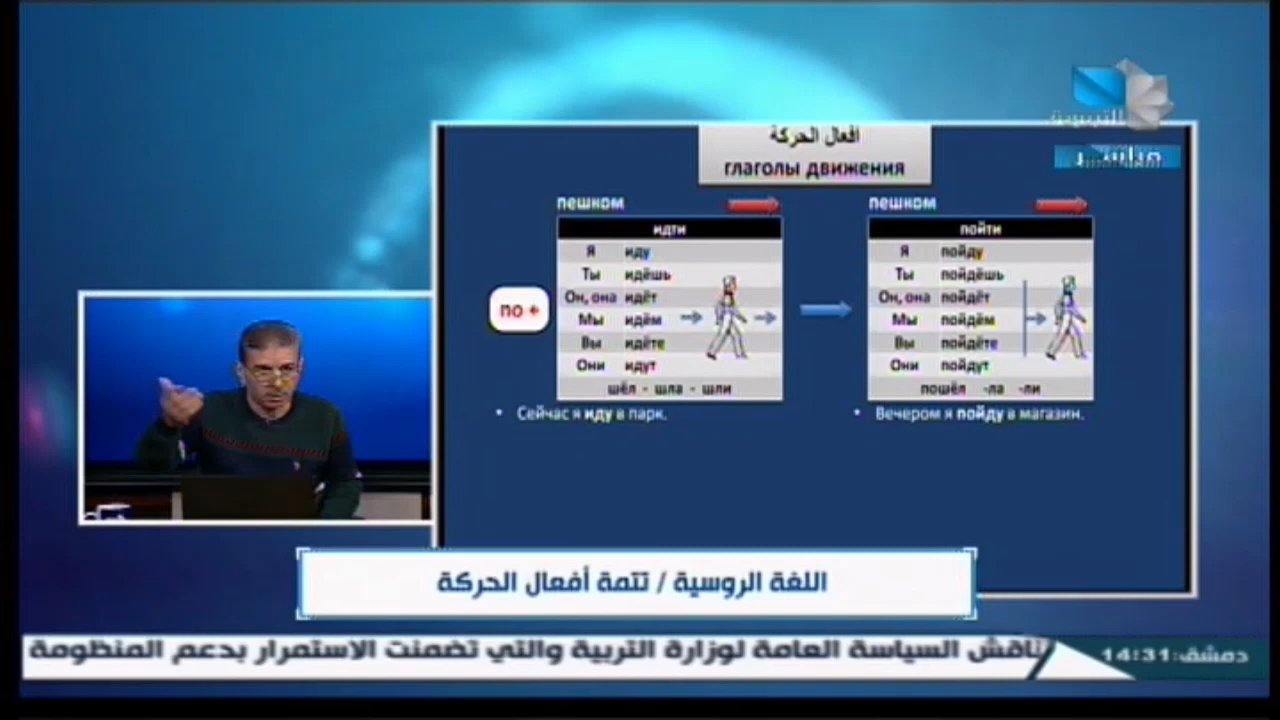 التربوية
مباشر
أفعال الحركة
глаголы движения
пешком
идти
Я иду
Ты идёшь
Он, она идёт
Мы идём
Вы идёте
Они идут
шёл - шла - шли
по +
Сейчас я иду в парк.
пешком
пойти
Я пойду
Ты пойдёшь
Он, она пойдёт
Мы пойдём
Вы пойдёте
Они пойдут
пошёл -ла -ли
Вечером я пойду в магазин.
اللغة الروسية / تتمة أفعال الحركة
ناقش السياسة العامة لوزارة التربية والتي تضمنت الاستمرار بدعم المنظومة
دمشق: 14:31